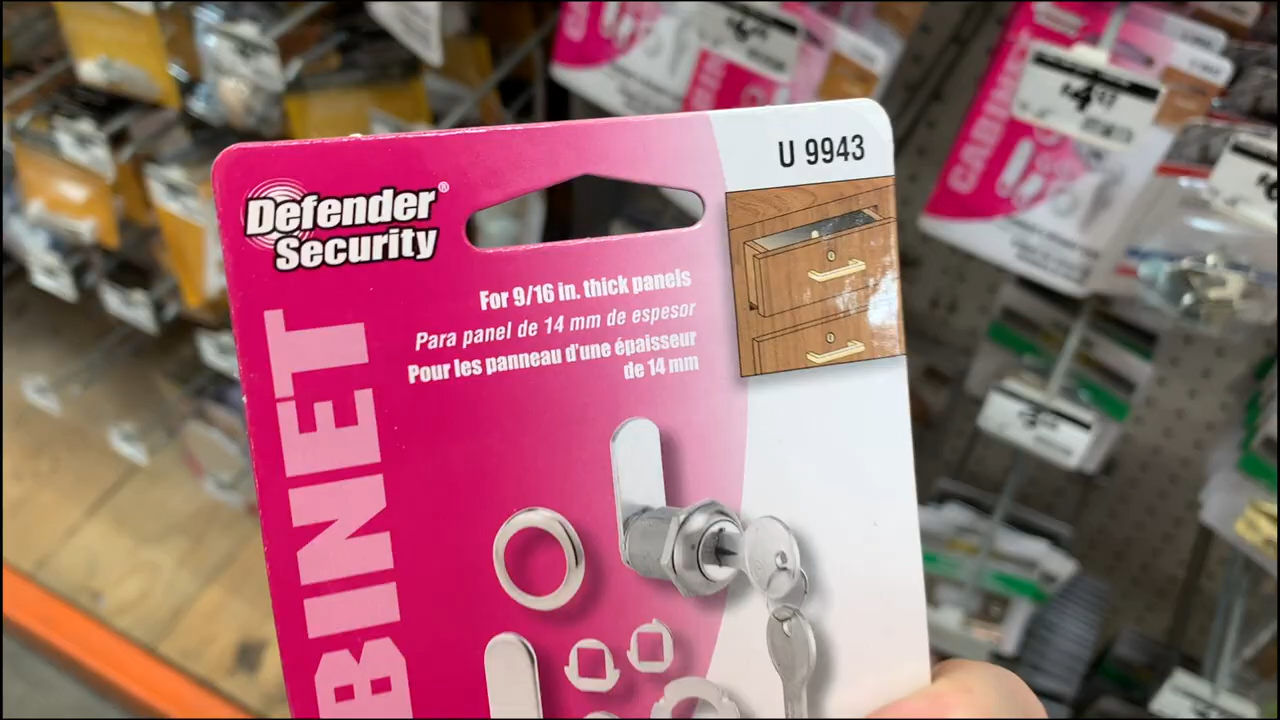 U 9943
Defender®
Security
For 9/16 in. thick panels
Para panel de 14 mm de espesor
Pour les panneau d'une épaisseur
de 14 mm
BINET
CABINET